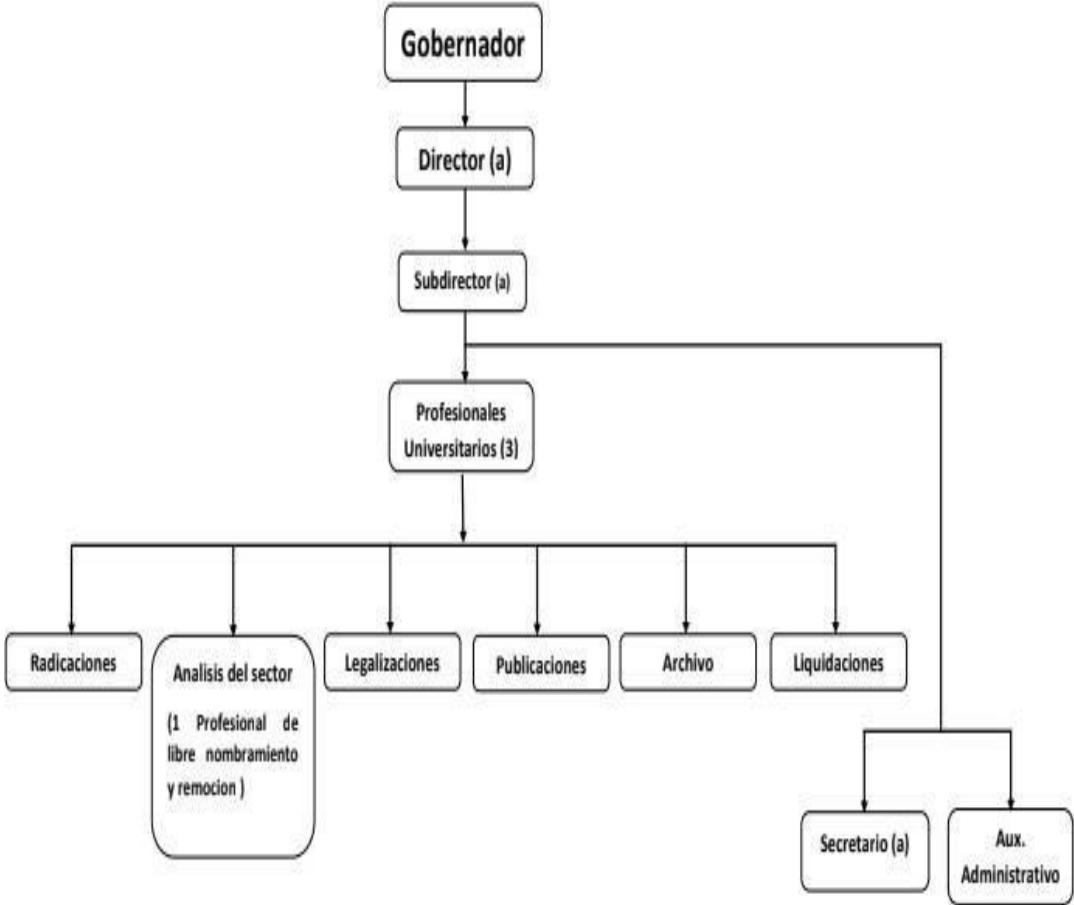 Gobernador
Director (a)
Subdirector (a)
Profesionales
Universitarios (3)
Radicaciones
Analisis del sector
(1 Profesional de
libre nombramiento
y remocion )
Legalizaciones
Publicaciones
Archivo
Liquidaciones
Secretario (a)
Aux.
Administrativo